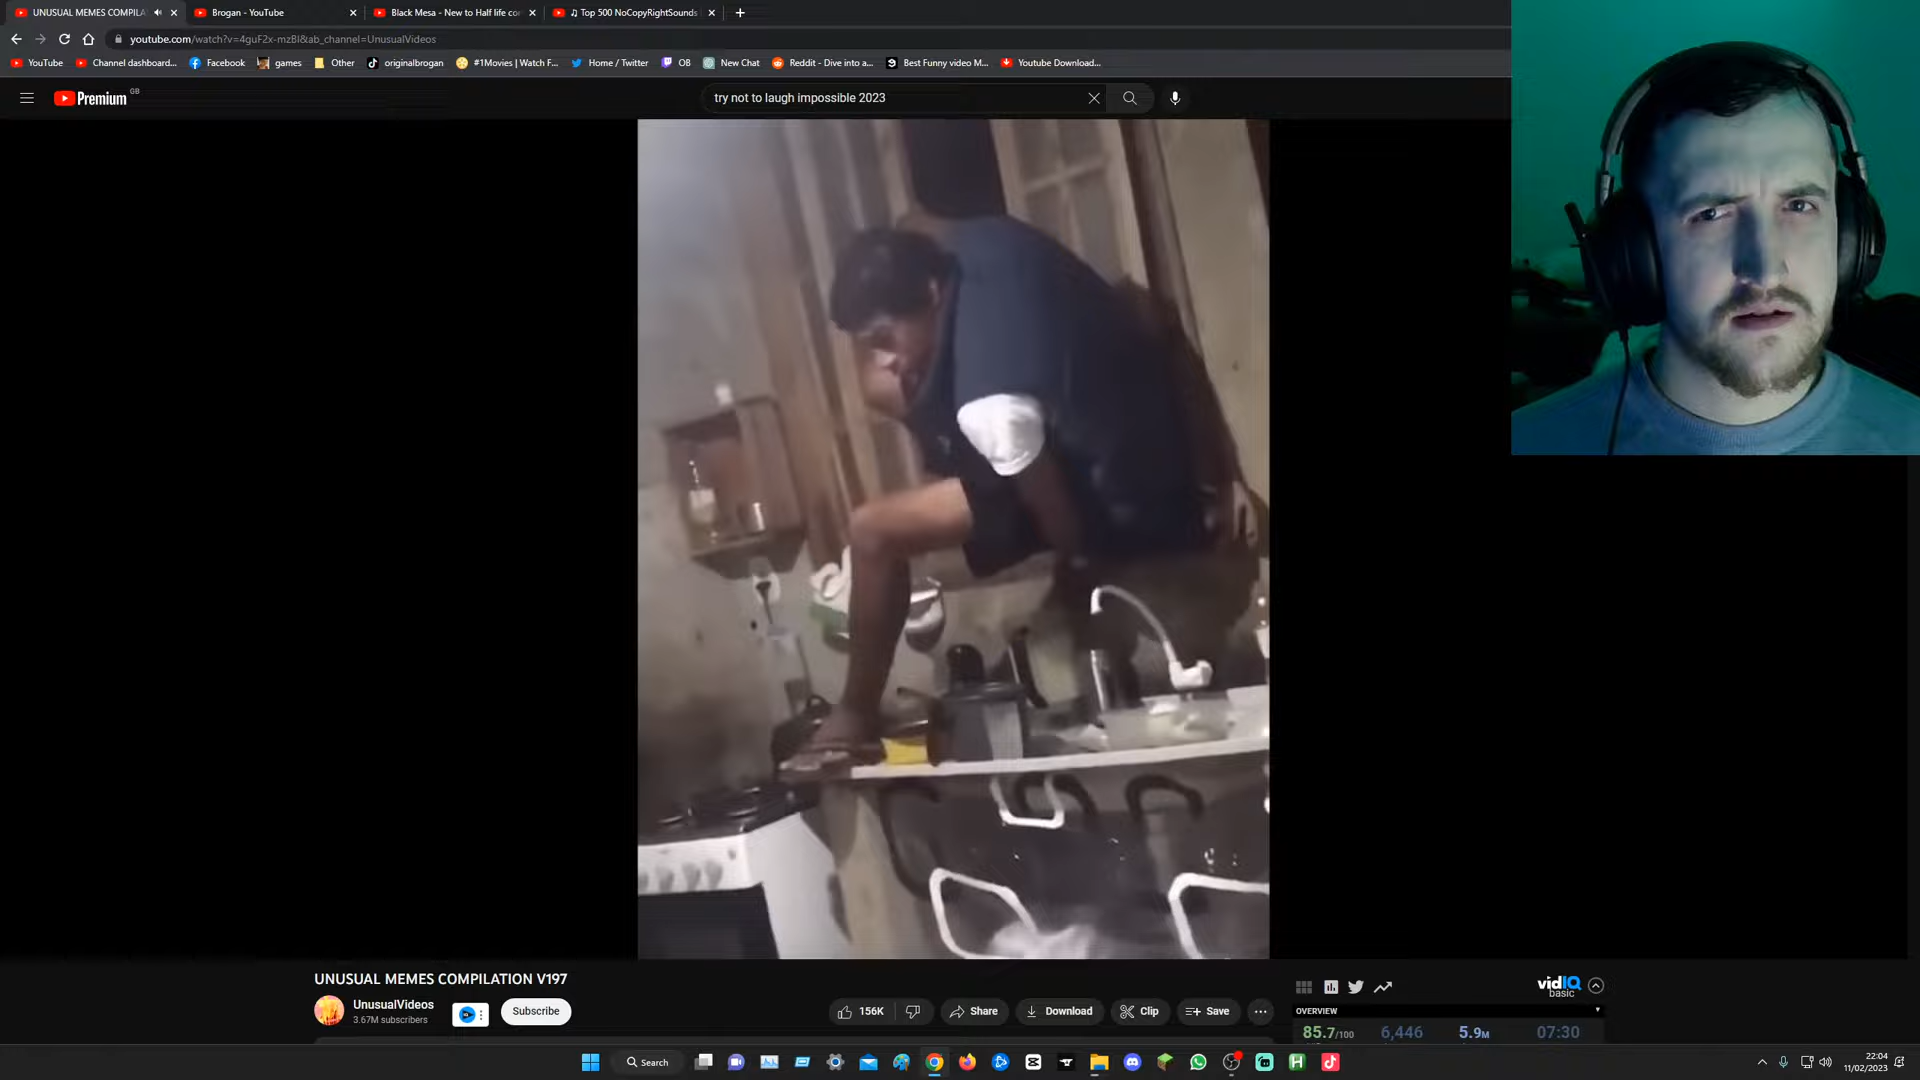 UNUSUAL MEMES COMPILA
Brogan - YouTube
Black Mesa - New to Half life co
♫ Top 500 NoCopyRightSounds
youtube.com/watch?v=4guF2x-mzBI&ab_channel=UnusualVideos
YouTube
Channel dashboard...
Facebook
games
Other
originalbrogan
#1Movies | Watch F...
Home / Twitter
OB
New Chat
Reddit - Dive into a...
Best Funny video M...
Youtube Download...
Premium GB
try not to laugh impossible 2023
UNUSUAL MEMES COMPILATION V197
UnusualVideos
3.67M subscribers
Subscribe
156K
Share
Download
Clip
Save
vidIQ
basic
OVERVIEW
85.7/100
6,446
5.9M
07:30
Search
22:04
11/02/2023